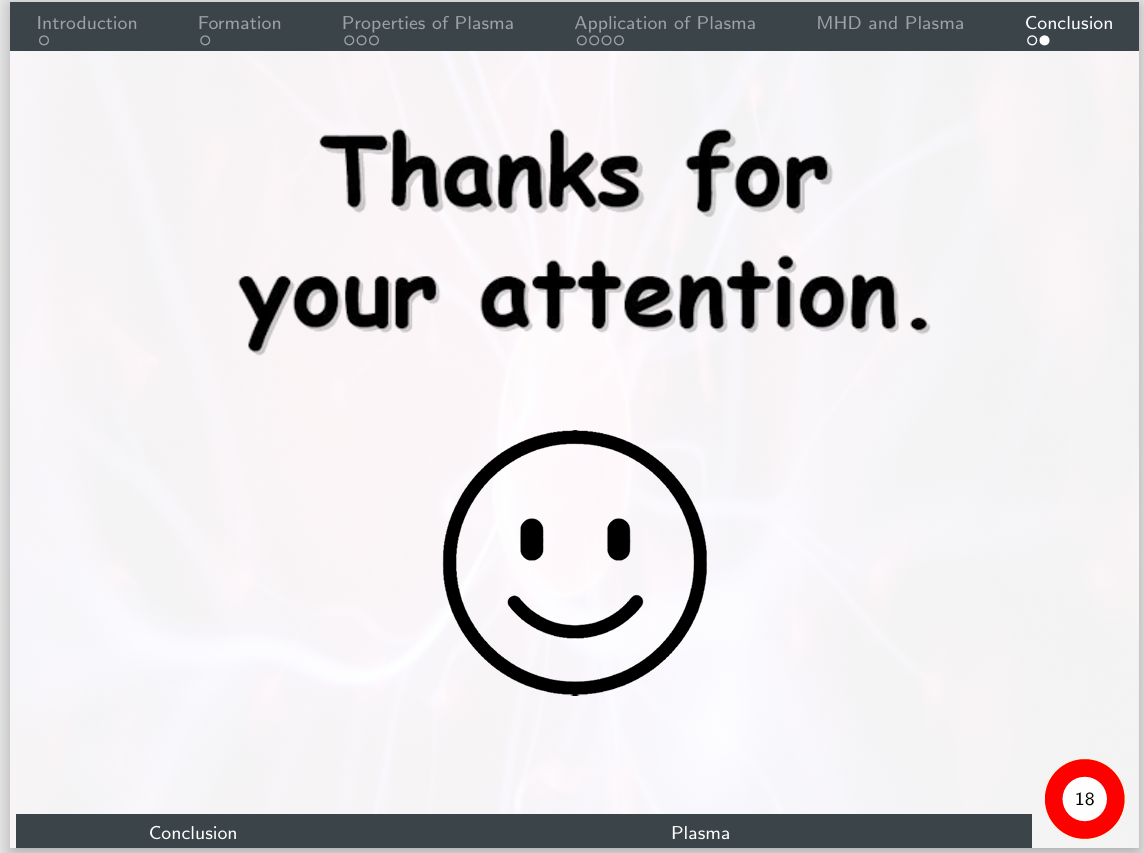 Introduction Formation Properties of Plasma Application of Plasma MHD and Plasma Conclusion
Thanks for
your attention.
18
Conclusion Plasma